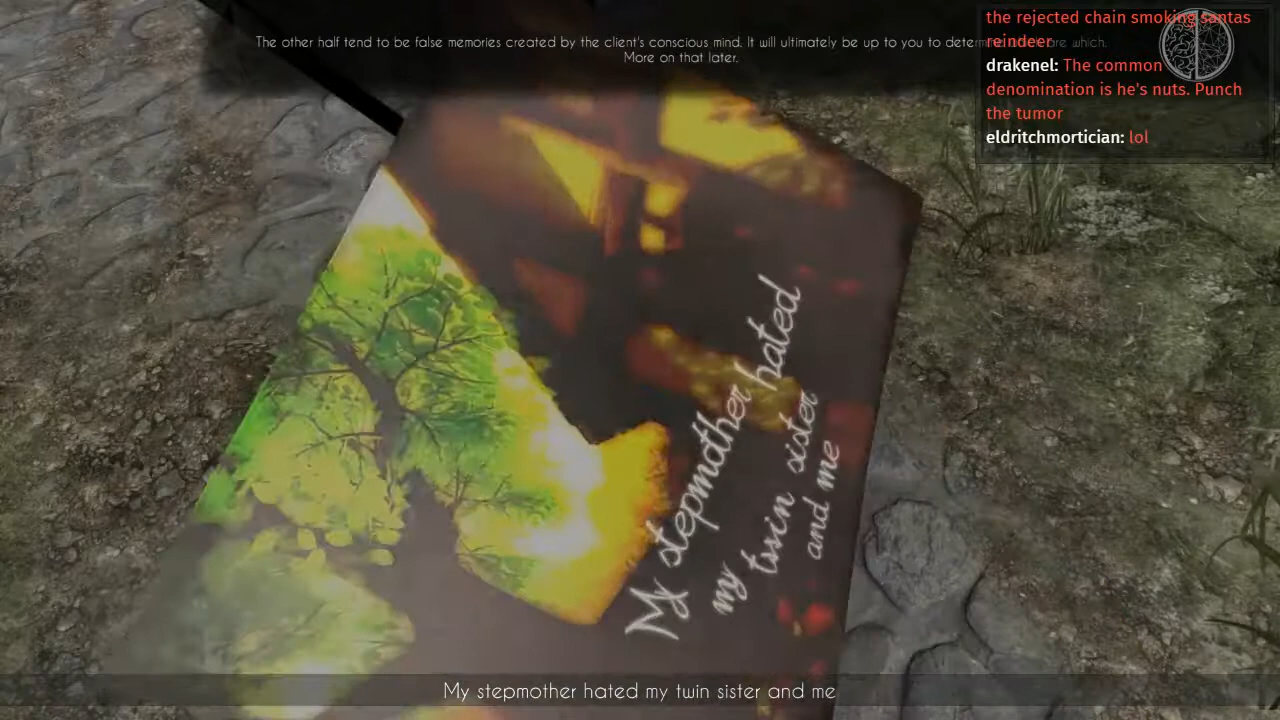 The other half tend to be false memories created by the client's conscious mind. It will ultimately be up to you to are which.
More on that later.
the rejected chain smoking santas
reindeer
drakenel: The common
denomination is he's nuts. Punch
the tumor
eldritchmortician: lol
My stepmother hated
my twin sister
and me
My stepmother hated my twin sister and me